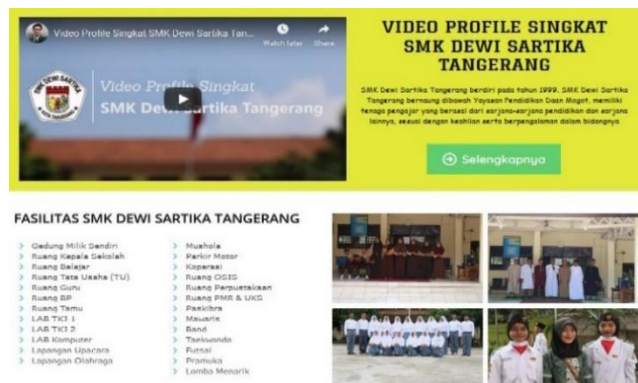 Video Profile Singkat SMK Dewi Sartika Tan...
Watch later
Share
Video Profile Singkat
SMK Dewi Sartika Tangerang
VIDEO PROFILE SINGKAT
SMK DEWI SARTIKA
TANGERANG
SMK Dewi Sartika Tangerang berdiri pada tahun 1999. SMK Dewi Sartika
Tangerang bernaung dibawah Yayasan Pendidikan Daan Mogot, memiliki
tenaga pengajar yang berasal dari sarjana-sarjana pendidikan dan sarjana
lainnya, sesuai dengan keahlian serta berpengalaman dalam bidangnya
Selengkapnya
FASILITAS SMK DEWI SARTIKA TANGERANG
Gedung Milik Sendiri
Ruang Kepala Sekolah
Ruang Belajar
Ruang Tata Usaha (TU)
Ruang Guru
Ruang BP
Ruang Tamu
LAB TKJ 1
LAB TKJ 2
LAB Komputer
Lapangan Upacara
Lapangan Olahraga
Mushola
Parkir Motor
Koperasi
Ruang OSIS
Ruang Perpustakaan
Ruang PMR & UKS
Paskibra
Mawaris
Band
Taekwondo
Futsal
Pramuka
Lomba Menarik